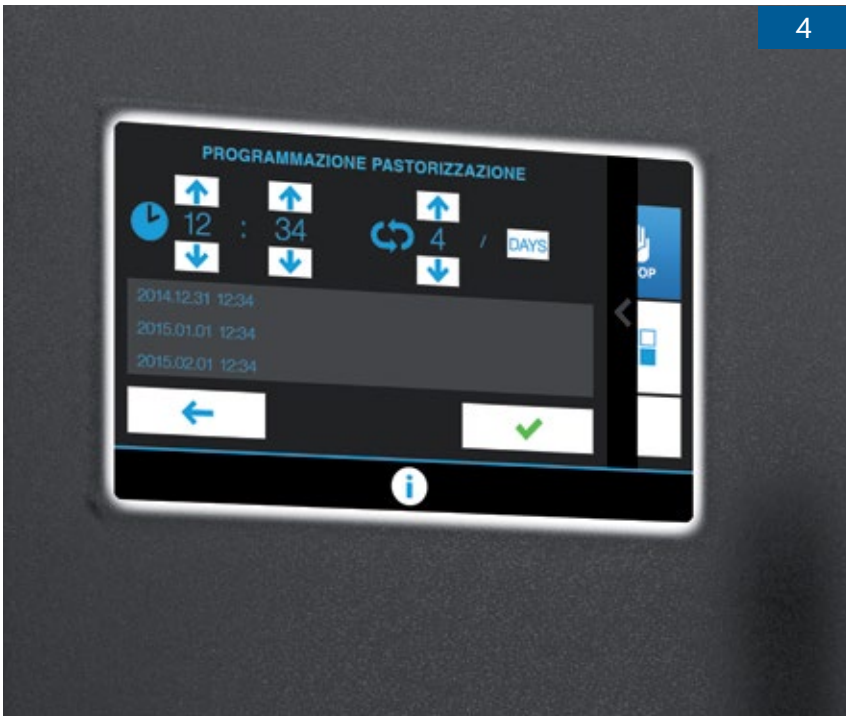 4
PROGRAMMAZIONE PASTORIZZAZIONE
12 : 34 4 / DAYS
OP
2014.12.31 12:34
2015.01.01 12:34
2015.02.01 12:34
i